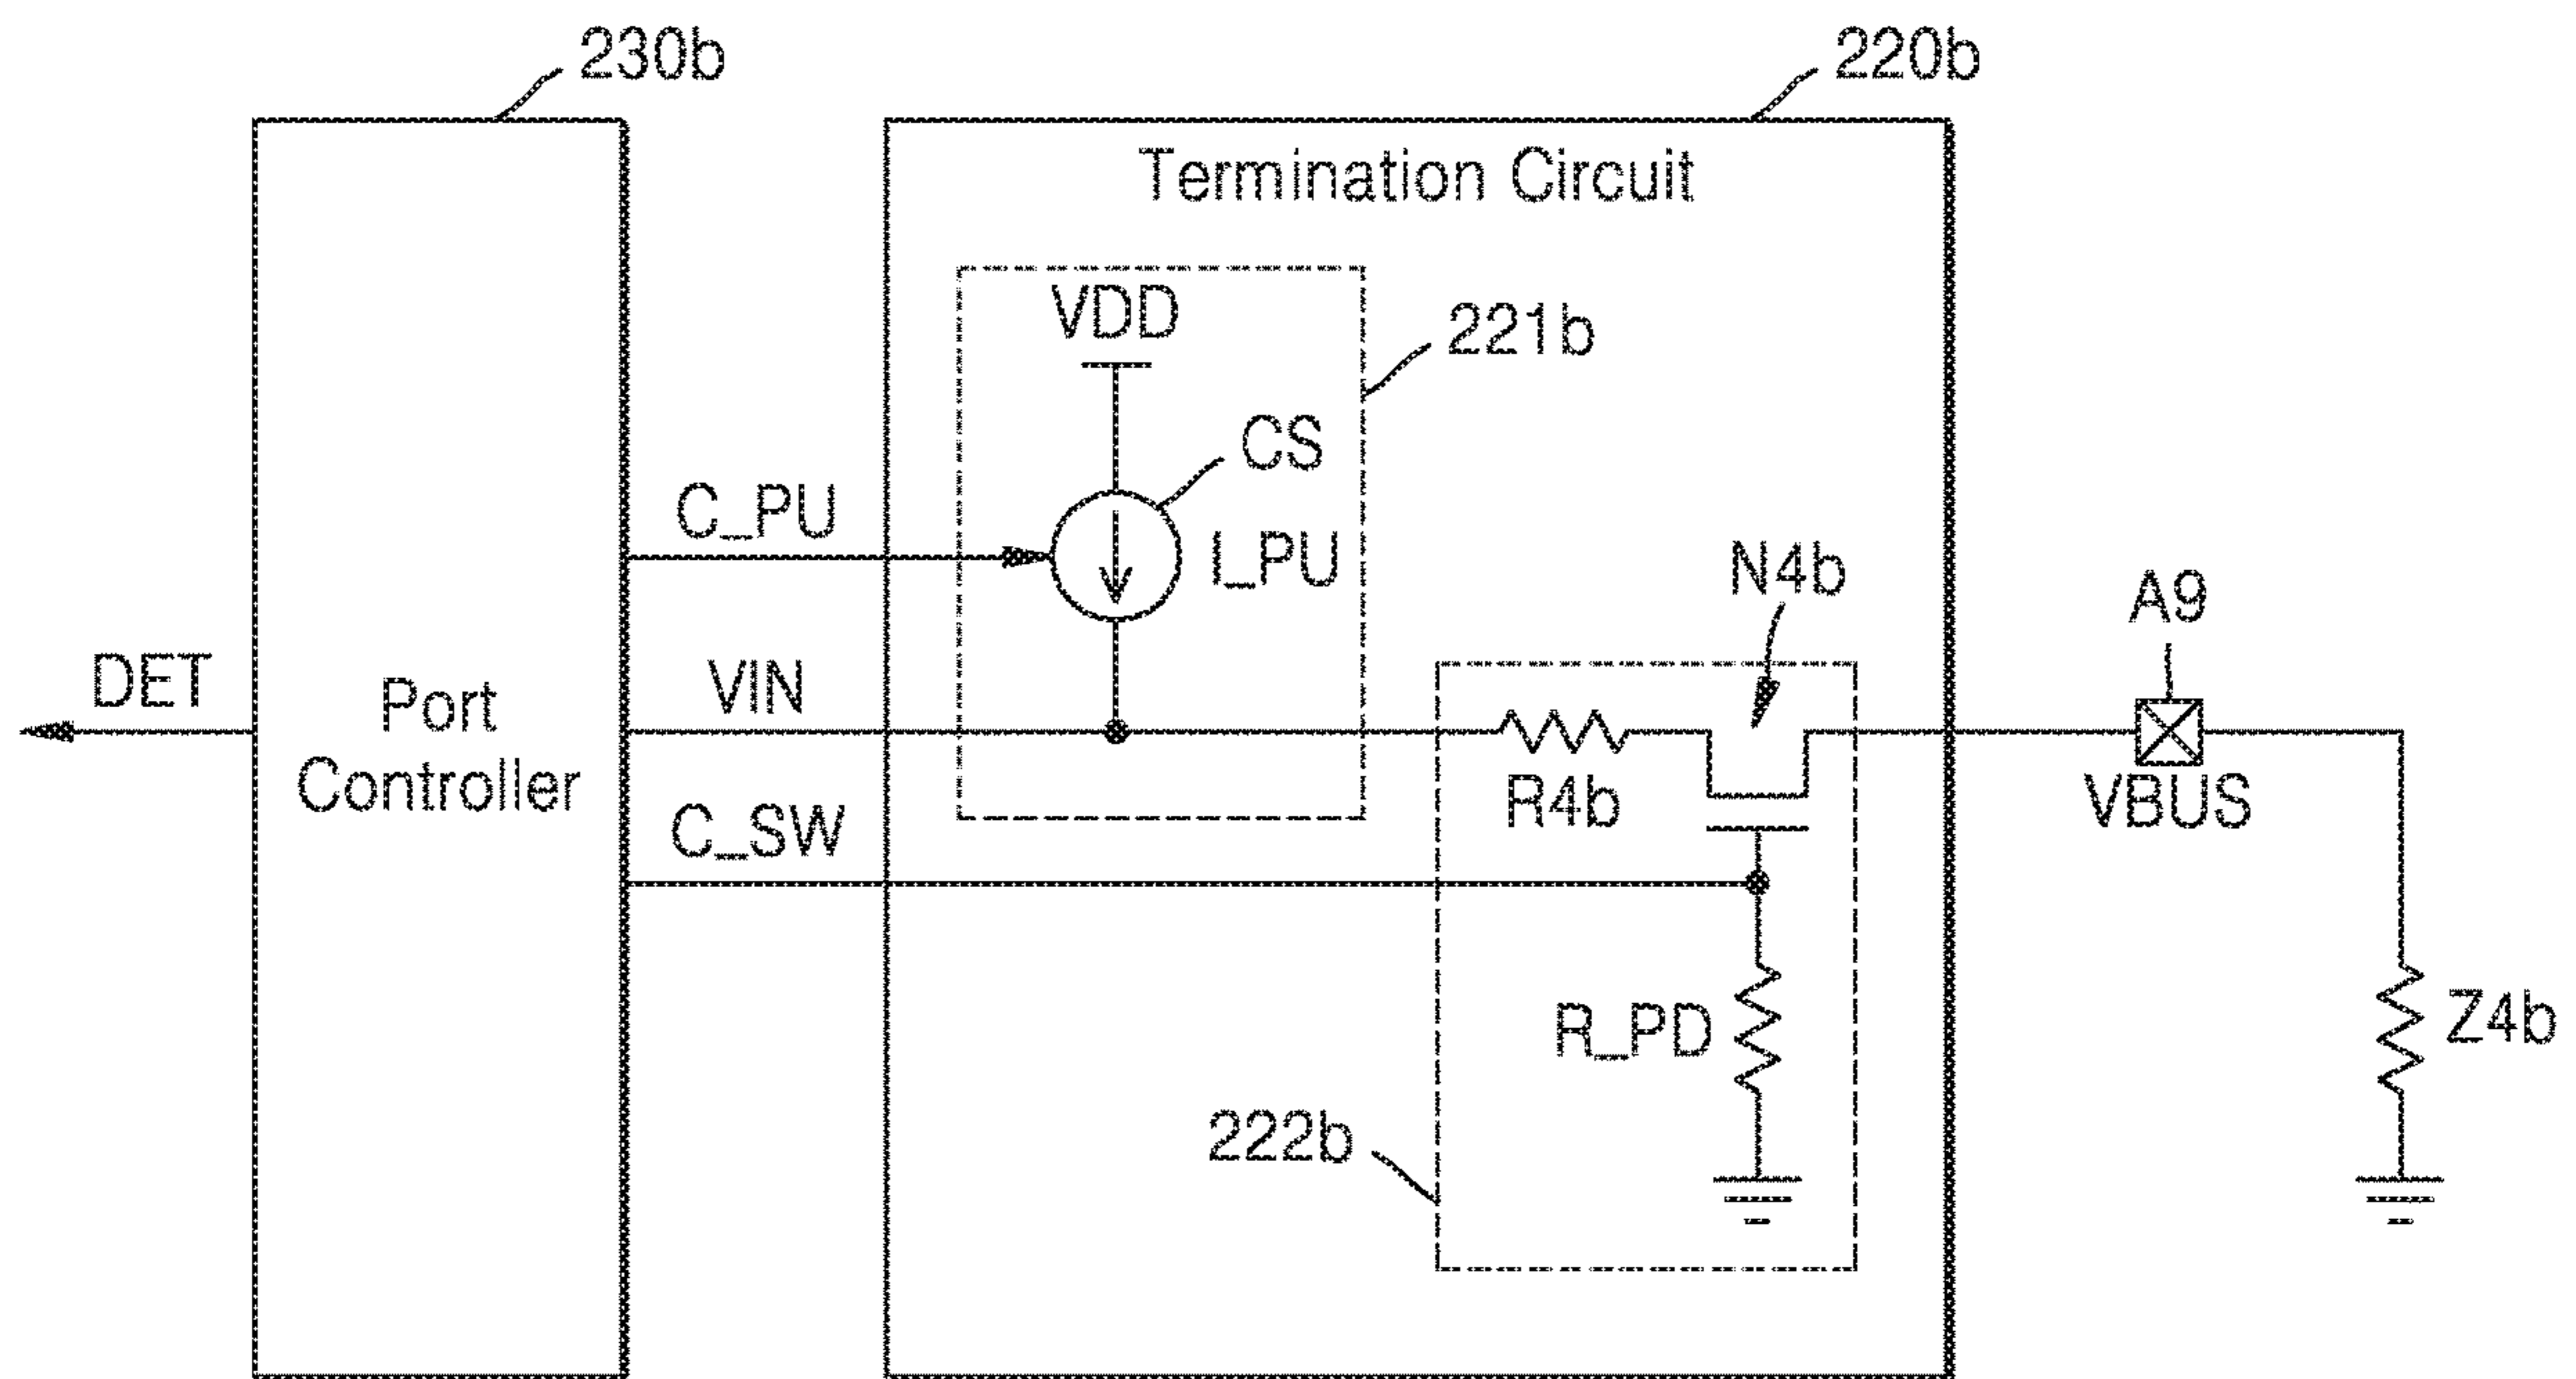 230b
220b
Termination Circuit
VDD
221b
CS
C_PU
I_PU
N4b
A9
DET
VIN
Port
Controller
R4b
VBUS
C_SW
R_PD
Z4b
222b